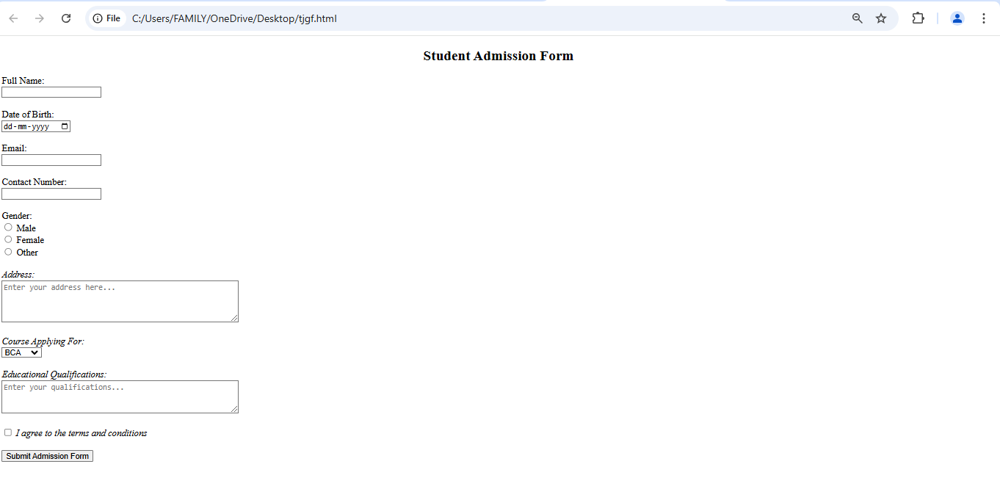 File C:/Users/FAMILY/OneDrive/Desktop/tjgf.html
Student Admission Form
Full Name:
Date of Birth:
dd-mm-yyyy
Email:
Contact Number:
Gender:
Male
Female
Other
Address:
Enter your address here...
Course Applying For:
BCA
Educational Qualifications:
Enter your qualifications...
I agree to the terms and conditions
Submit Admission Form